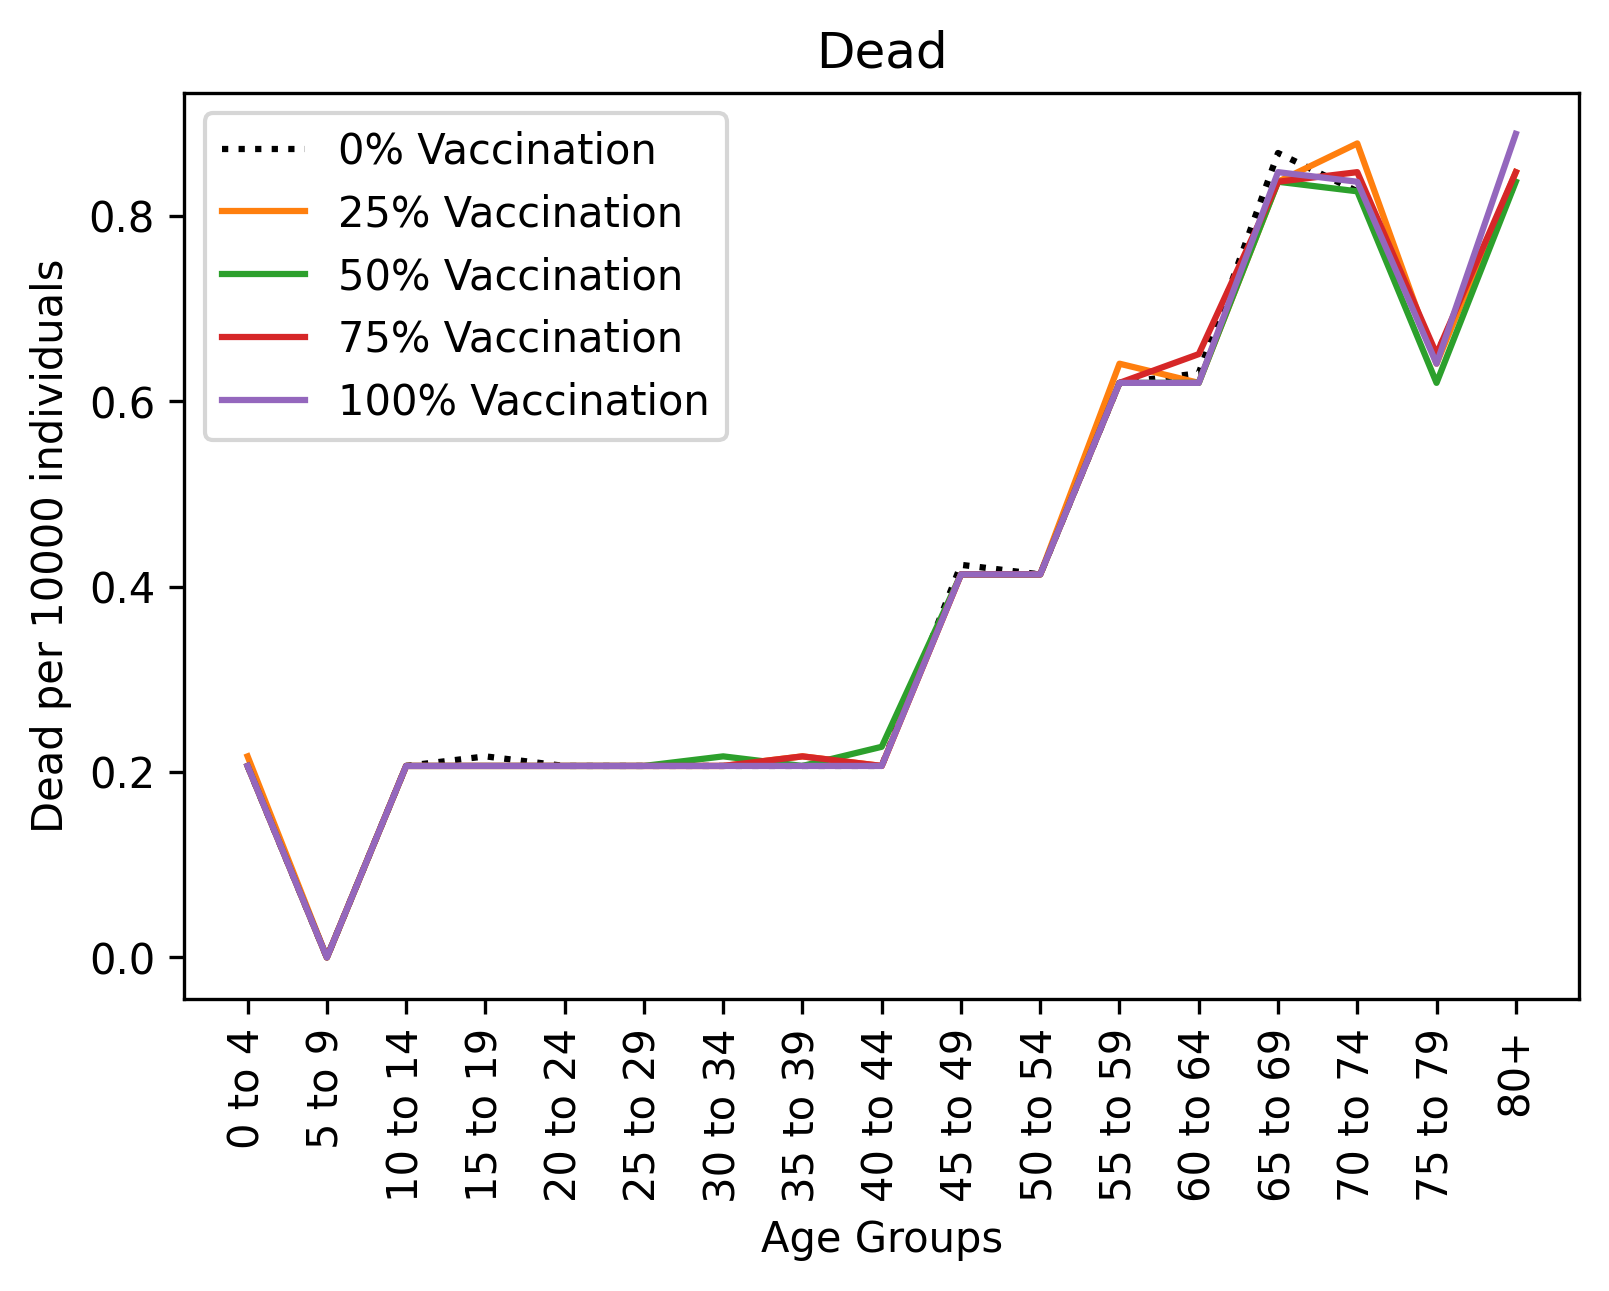 Dead
0% Vaccination
25% Vaccination
50% Vaccination
75% Vaccination
100% Vaccination
Dead per 10000 individuals
0.8
0.6
0.4
0.2
0.0
0 to 4
5 to 9
10 to 14
15 to 19
20 to 24
25 to 29
30 to 34
35 to 39
40 to 44
45 to 49
50 to 54
55 to 59
60 to 64
65 to 69
70 to 74
75 to 79
80+
Age Groups